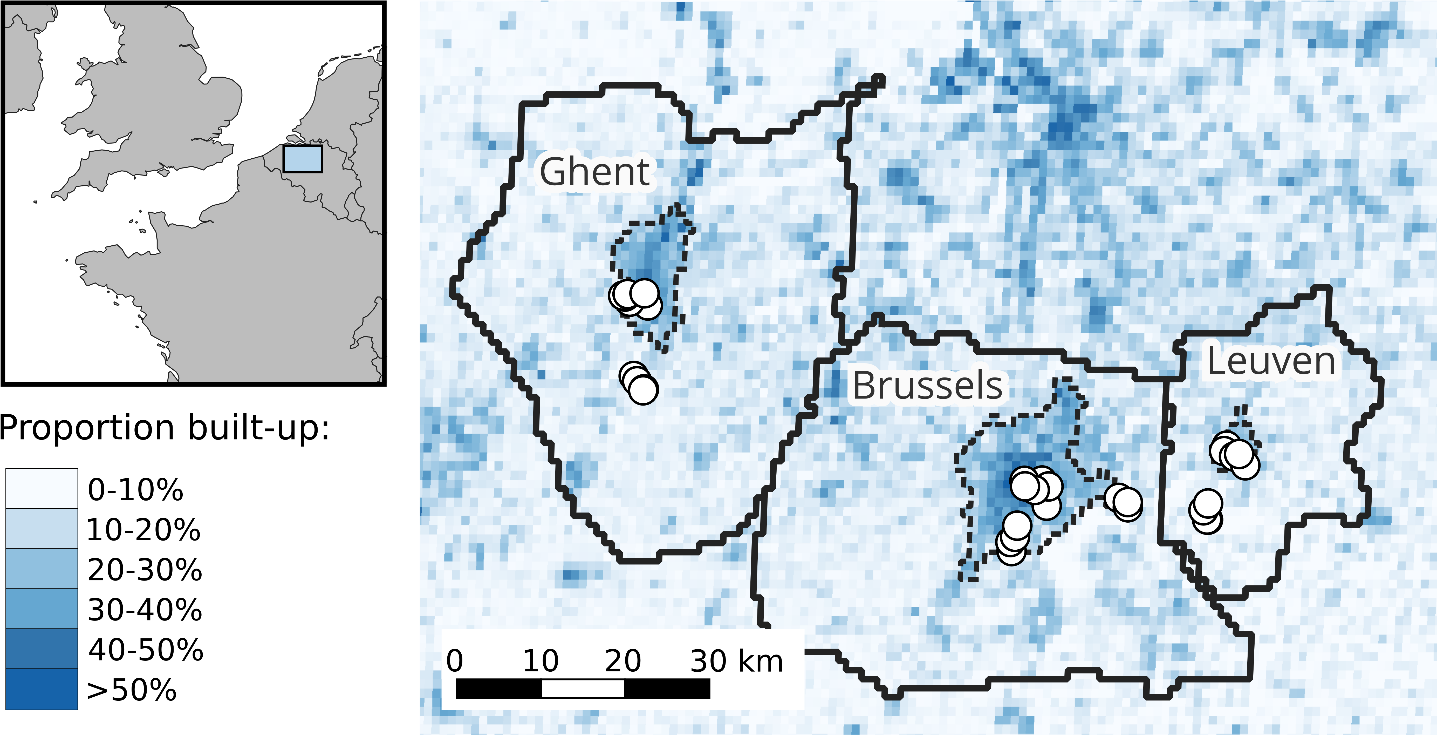 Ghent
Brussels
Leuven
Proportion built-up:
0-10%
10-20%
20-30%
30-40%
40-50%
>50%
0 10 20 30 km